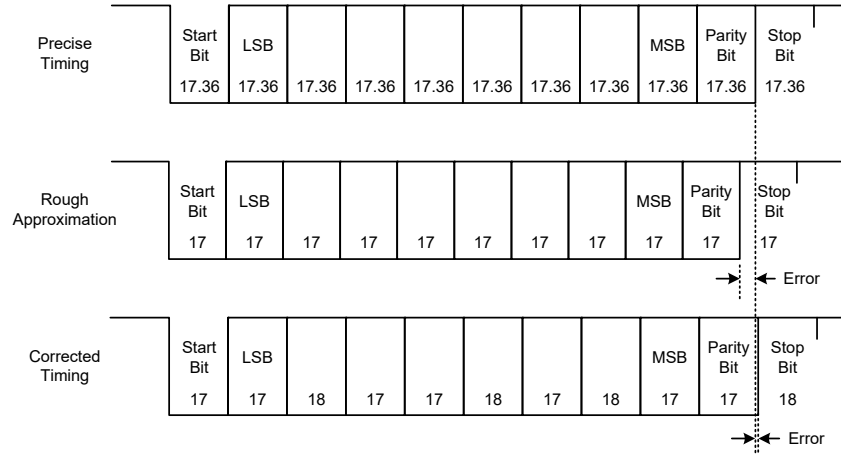 Precise
Timing
Start
Bit
LSB
MSB
Parity
Bit
Stop
Bit
17.36 17.36 17.36 17.36 17.36 17.36 17.36 17.36 17.36 17.36 17.36
Rough
Approximation
Start
Bit
LSB
MSB
Parity
Bit
Stop
Bit
17 17 17 17 17 17 17 17 17 17 17
Error
Corrected
Timing
Start
Bit
LSB
MSB
Parity
Bit
Stop
Bit
17 17 18 17 17 18 17 18 17 17 18
Error